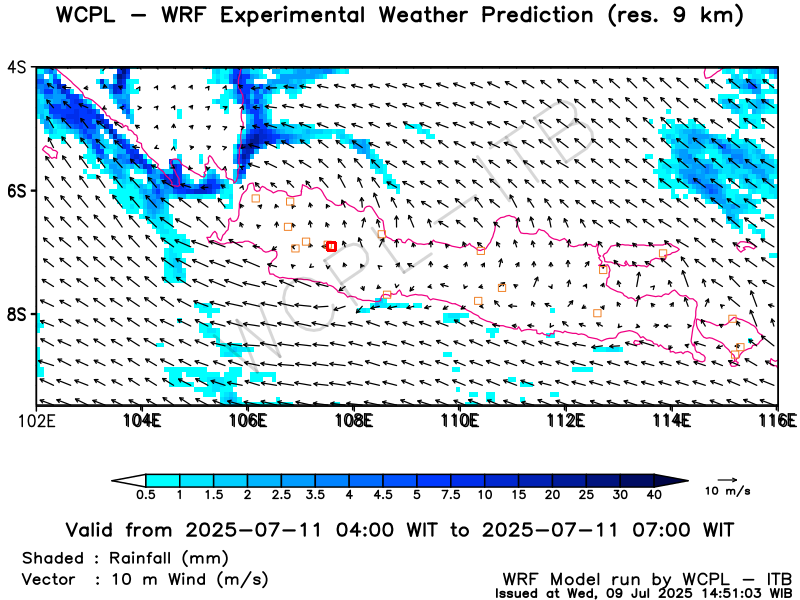 WCPL – WRF Experimental Weather Prediction (res. 9 km)
4S
6S
8S
102E 104E 106E 108E 110E 112E 114E 116E
WCPL-ITB
0.5 1 1.5 2 2.5 3.5 4 4.5 5 7.5 10 15 20 25 30 40
10 m/s
Valid from 2025-07-11 04:00 WIT to 2025-07-11 07:00 WIT
Shaded : Rainfall (mm)
Vector : 10 m Wind (m/s)
WRF Model run by WCPL – ITB
Issued at Wed, 09 Jul 2025 14:51:03 WIB